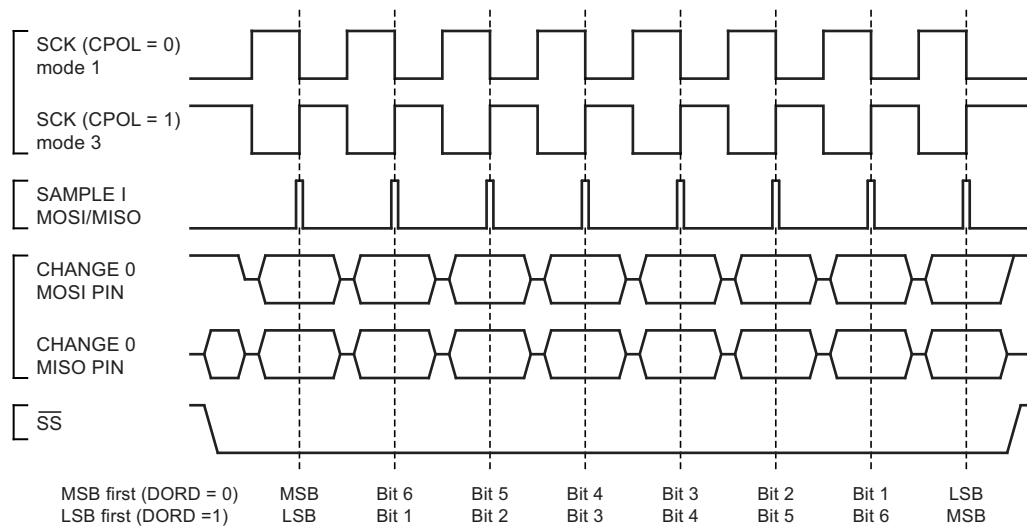 SCK (CPOL = 0)
mode 1
SCK (CPOL = 1)
mode 3
SAMPLE I
MOSI/MISO
CHANGE 0
MOSI PIN
CHANGE 0
MISO PIN
SS
MSB first (DORD = 0) MSB Bit 6 Bit 5 Bit 4 Bit 3 Bit 2 Bit 1 LSB
LSB first (DORD =1) LSB Bit 1 Bit 2 Bit 3 Bit 4 Bit 5 Bit 6 MSB